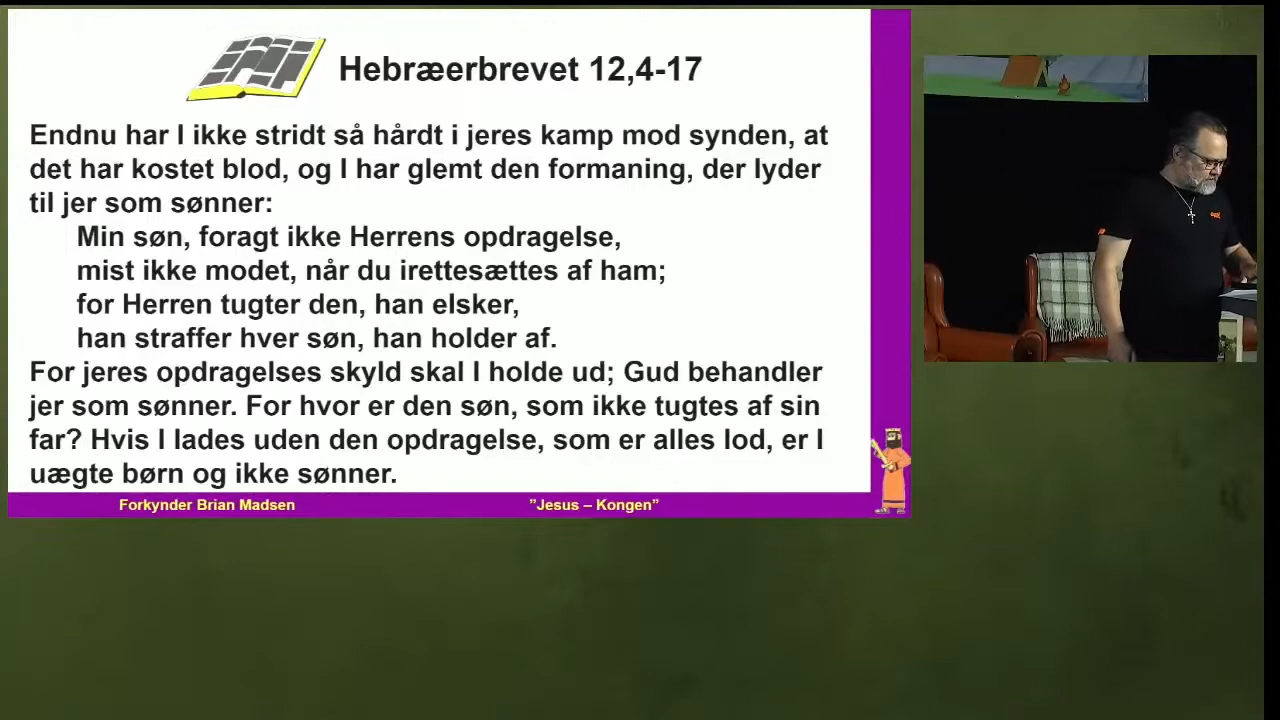 Hebræerbrevet 12,4-17
Endnu har I ikke stridt så hårdt i jeres kamp mod synden, at
det har kostet blod, og I har glemt den formaning, der lyder
til jer som sønner:
Min søn, foragt ikke Herrens opdragelse,
mist ikke modet, når du irettesættes af ham;
for Herren tugter den, han elsker,
han straffer hver søn, han holder af.
For jeres opdragelses skyld skal I holde ud; Gud behandler
jer som sønner. For hvor er den søn, som ikke tugtes af sin
far? Hvis I lades uden den opdragelse, som er alles lod, er I
uægte børn og ikke sønner.
Forkynder Brian Madsen
”Jesus – Kongen”